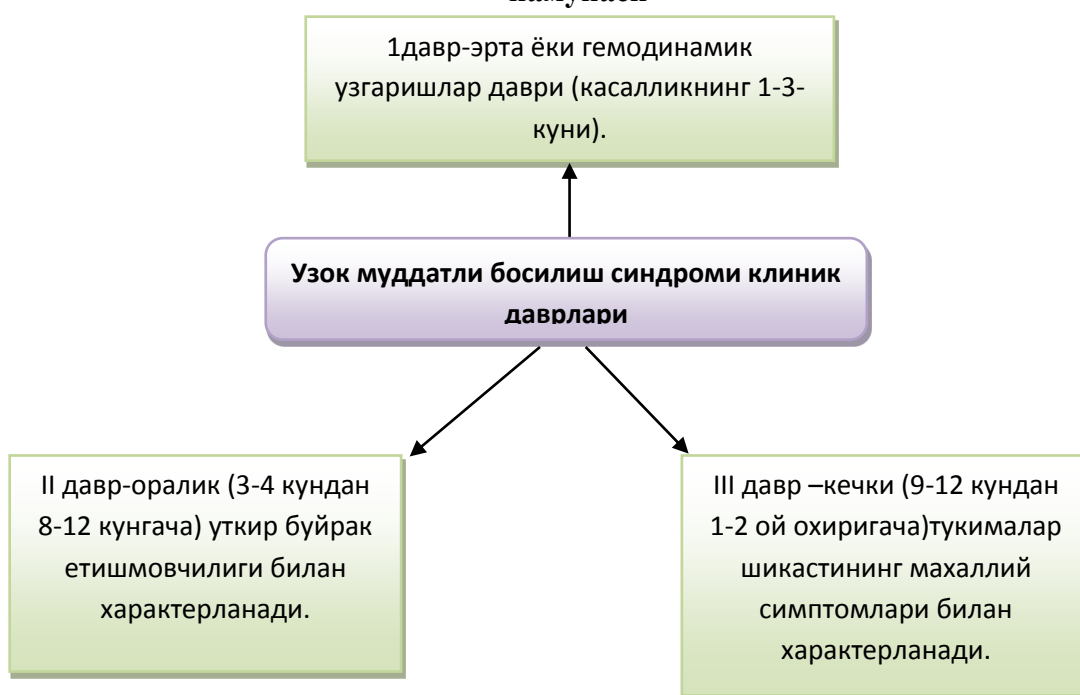 1давр-эрта ёки гемодинамик
узгаришлар даври (касалликнинг 1-3-
куни).
Узок муддатли босилиш синдроми клиник
даврлари
II давр-оралик (3-4 кундан
8-12 кунгача) уткир буйрак
етишмовчилиги билан
характерланади.
III давр –кечки (9-12 кундан
1-2 ой охиригача)тукималар
шикастининг махаллий
симптомлари билан
характерланади.